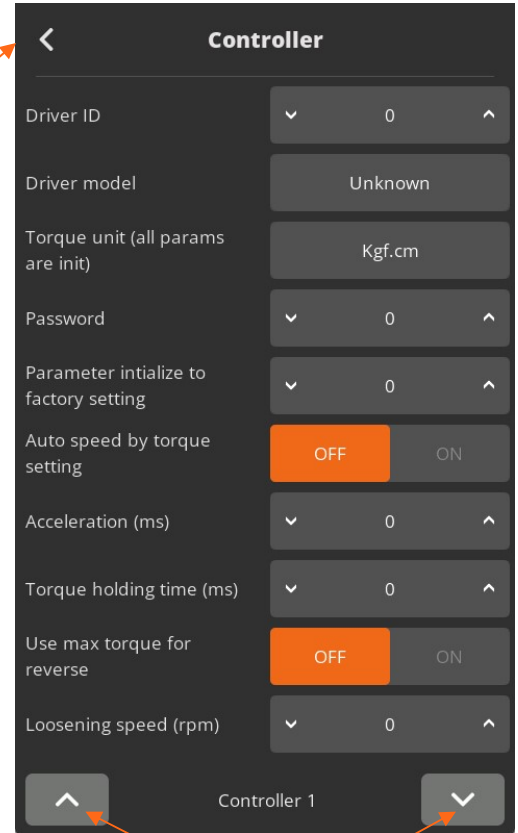 Controller
Driver ID
0
Driver model
Unknown
Torque unit (all params
are init)
Kgf.cm
Password
0
Parameter intialize to
factory setting
0
Auto speed by torque
setting
OFF
ON
Acceleration (ms)
0
Torque holding time (ms)
0
Use max torque for
reverse
OFF
ON
Loosening speed (rpm)
0
Controller 1